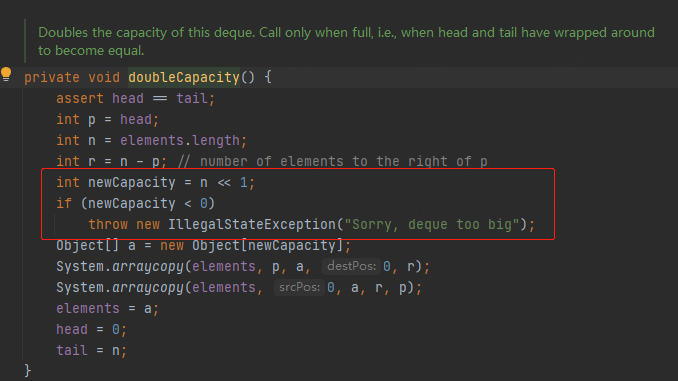 Doubles the capacity of this deque. Call only when full, i.e., when head and tail have wrapped around
to become equal.
private void doubleCapacity() {
assert head == tail;
int p = head;
int n = elements.length;
int r = n - p; // number of elements to the right of p
int newCapacity = n << 1;
if (newCapacity < 0)
throw new IllegalStateException("Sorry, deque too big");
Object[] a = new Object[newCapacity];
System.arraycopy(elements, p, a, destPos: 0, r);
System.arraycopy(elements, srcPos: 0, a, r, p);
elements = a;
head = 0;
tail = n;
}